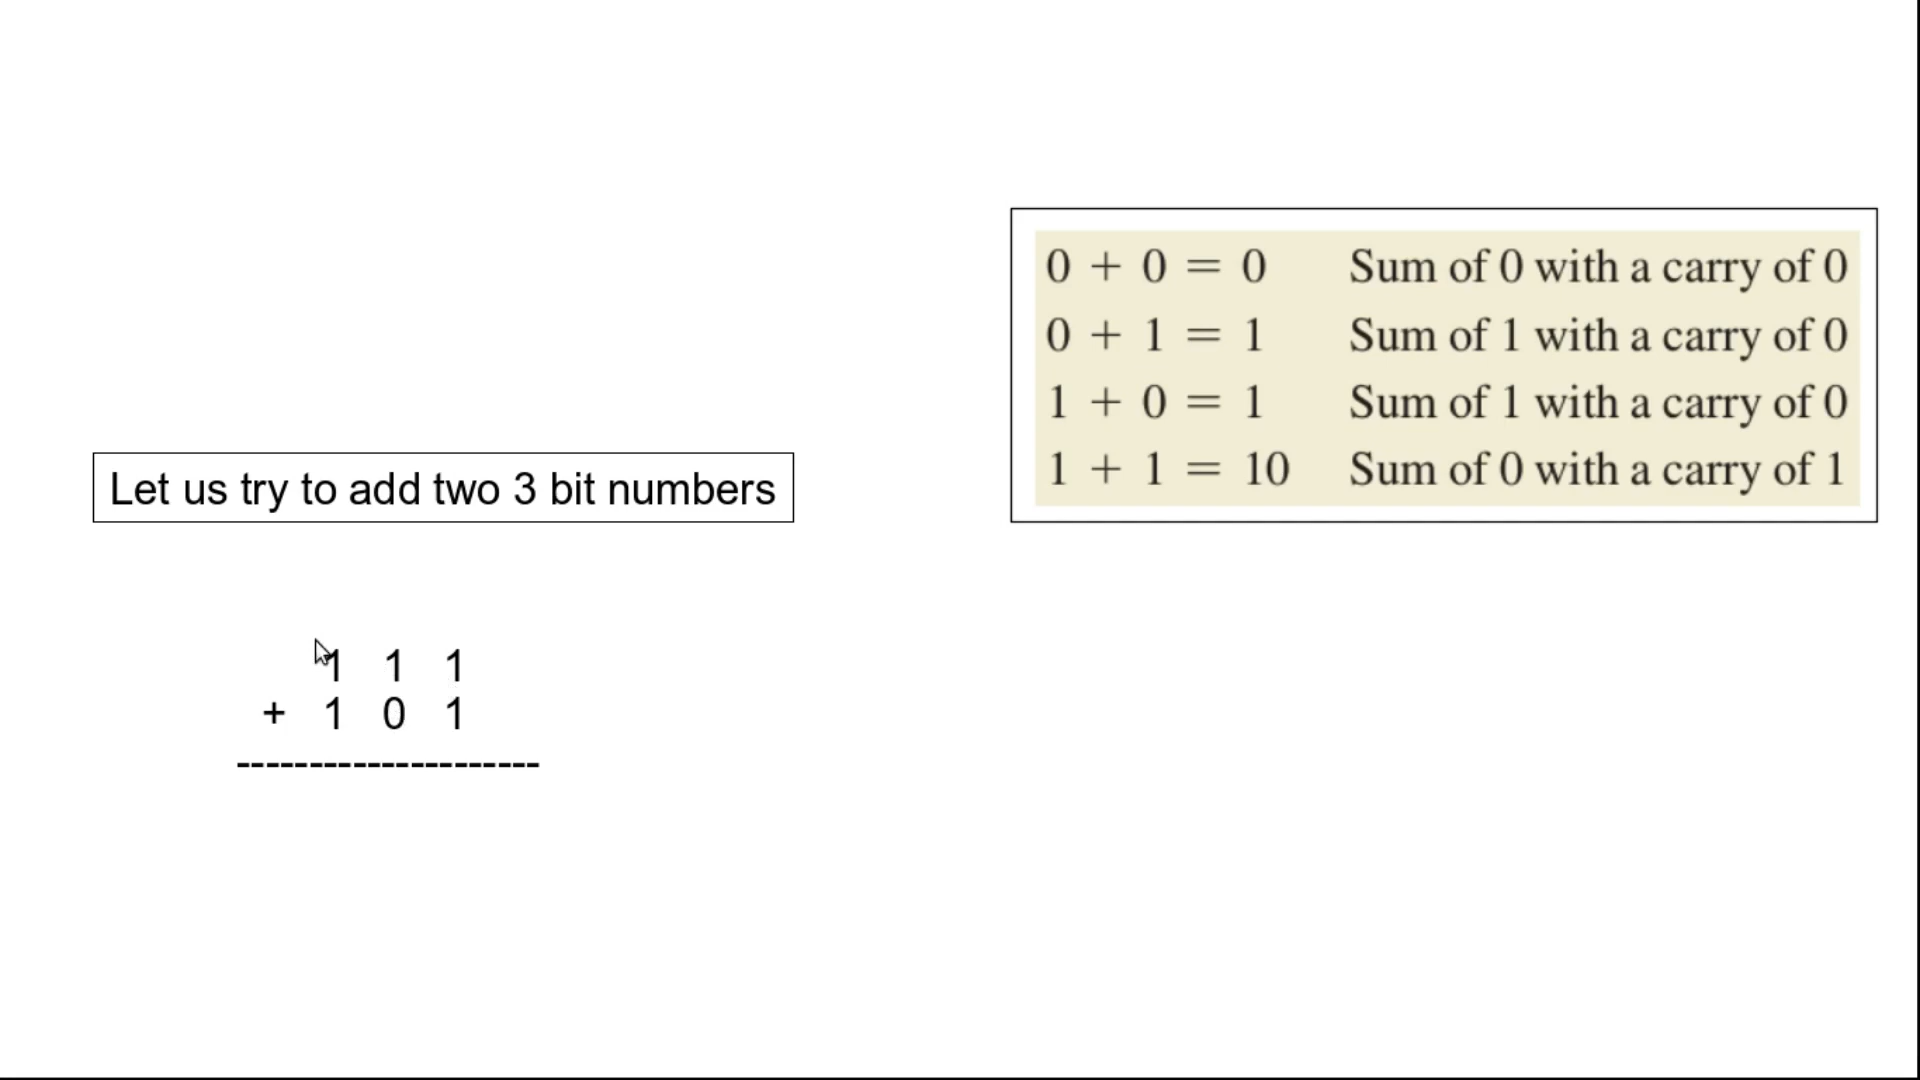 0 + 0 = 0 Sum of 0 with a carry of 0
0 + 1 = 1 Sum of 1 with a carry of 0
1 + 0 = 1 Sum of 1 with a carry of 0
1 + 1 = 10 Sum of 0 with a carry of 1
Let us try to add two 3 bit numbers
1 1 1
+ 1 0 1
---------------------